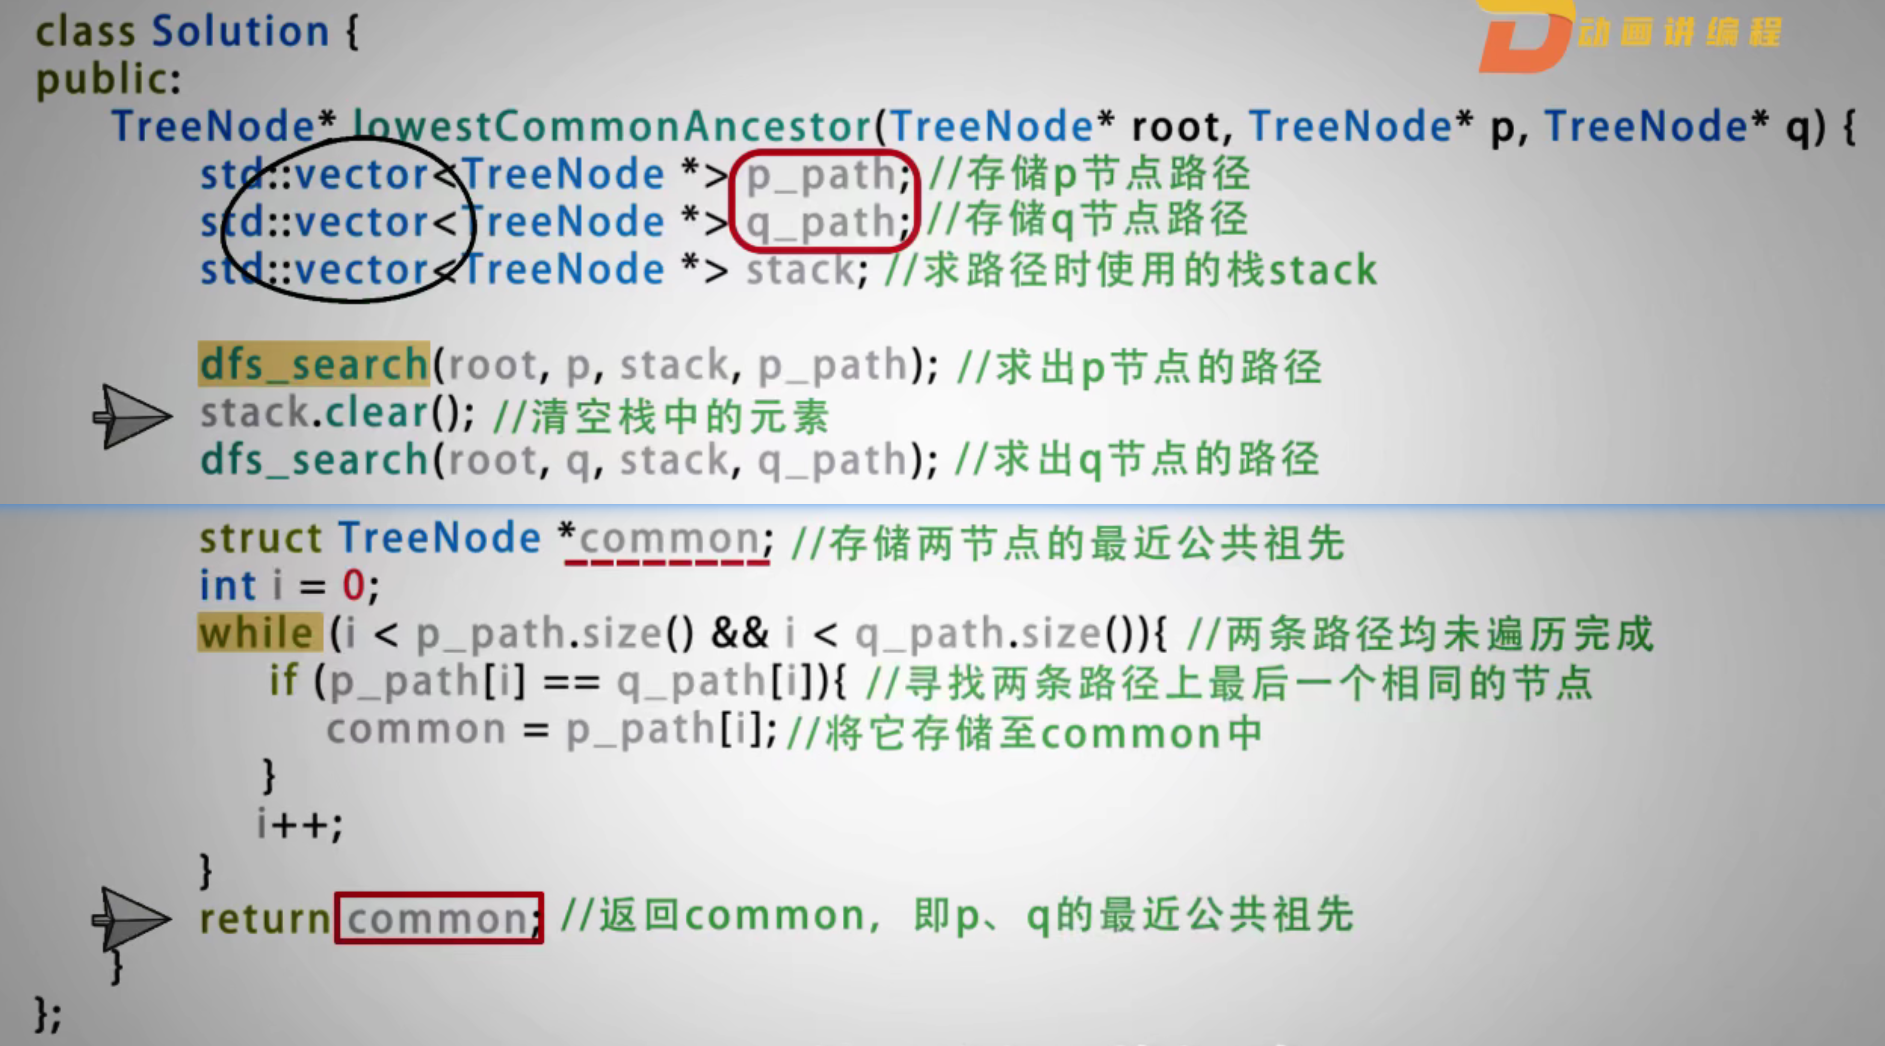 动画讲编程
class Solution {
public:
TreeNode* lowestCommonAncestor(TreeNode* root, TreeNode* p, TreeNode* q) {
std::vector<TreeNode *> p_path; //存储p节点路径
std::vector<TreeNode *> q_path; //存储q节点路径
std::vector<TreeNode *> stack; //求路径时使用的栈stack
dfs_search(root, p, stack, p_path); //求出p节点的路径
stack.clear(); //清空栈中的元素
dfs_search(root, q, stack, q_path); //求出q节点的路径
struct TreeNode *common; //存储两节点的最近公共祖先
int i = 0;
while (i < p_path.size() && i < q_path.size()){ //两条路径均未遍历完成
if (p_path[i] == q_path[i]){ //寻找两条路径上最后一个相同的节点
common = p_path[i]; //将它存储至common中
}
i++;
}
return common; //返回common, 即p、q的最近公共祖先
}
};